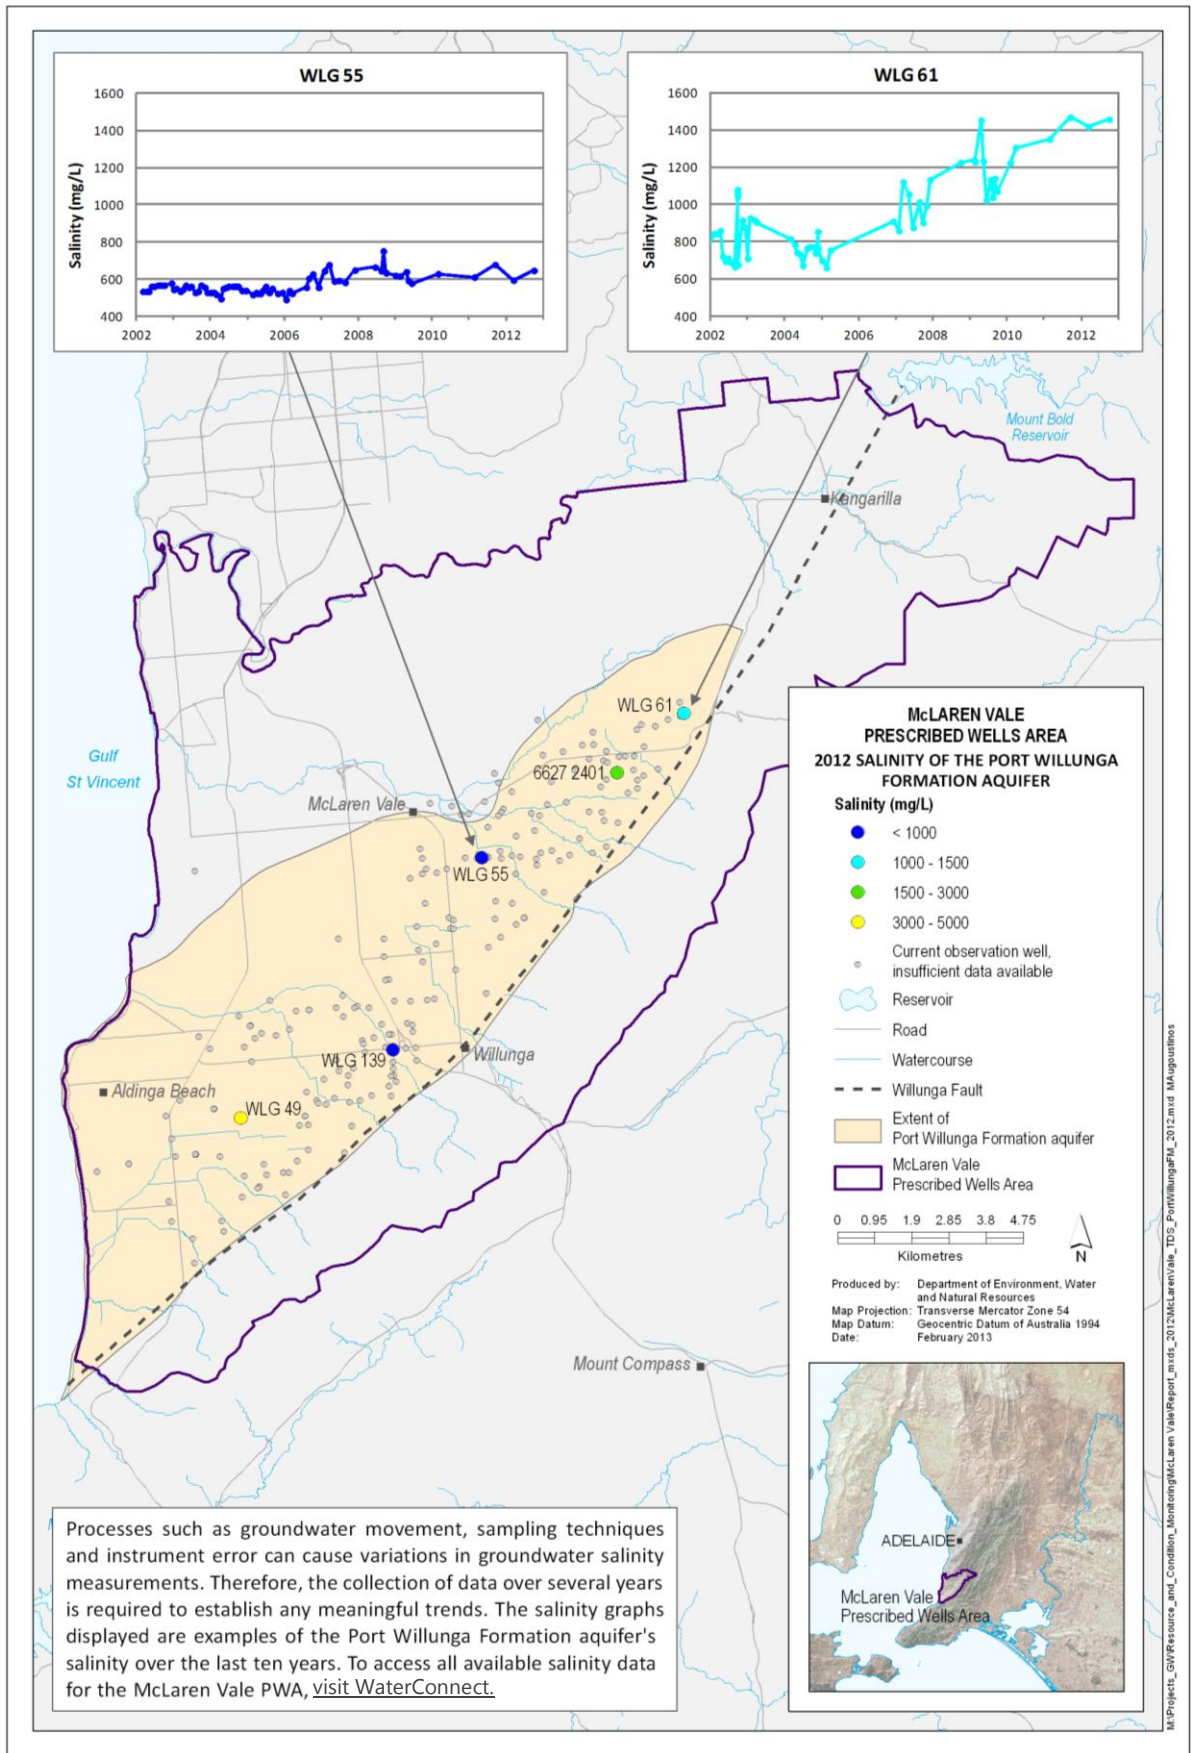 WLG 55
1600
1400
1200
1000
800
600
400
Salinity (mg/L)
2002 2004 2006 2008 2010 2012
WLG 61
1600
1400
1200
1000
800
600
400
Salinity (mg/L)
2002 2004 2006 2008 2010 2012
Mount Bold
Reservoir
Kangarilla
Gulf
St Vincent
WLG 61
6627 2401
McLaren Vale
WLG 55
WLG 139
Willunga
Aldinga Beach
WLG 49
Mount Compass
McLAREN VALE
PRESCRIBED WELLS AREA
2012 SALINITY OF THE PORT WILLUNGA
FORMATION AQUIFER
Salinity (mg/L)
< 1000
1000 - 1500
1500 - 3000
3000 - 5000
Current observation well,
insufficient data available
Reservoir
Road
Watercourse
Willunga Fault
Extent of
Port Willunga Formation aquifer
McLaren Vale
Prescribed Wells Area
0 0.95 1.9 2.85 3.8 4.75
Kilometres
N
Produced by: Department of Environment, Water
and Natural Resources
Map Projection: Transverse Mercator Zone 54
Map Datum: Geocentric Datum of Australia 1994
Date: February 2013
ADELAIDE
McLaren Vale
Prescribed Wells Area
Processes such as groundwater movement, sampling techniques
and instrument error can cause variations in groundwater salinity
measurements. Therefore, the collection of data over several years
is required to establish any meaningful trends. The salinity graphs
displayed are examples of the Port Willunga Formation aquifer's
salinity over the last ten years. To access all available salinity data
for the McLaren Vale PWA, visit WaterConnect.
M:\Projects_GW\Resource_and_Condition_Monitoring\McLaren Vale\Report_mxds_2012\McLarenVale_TDS_PortWillungaFM_2012.mxd MAugoustinos